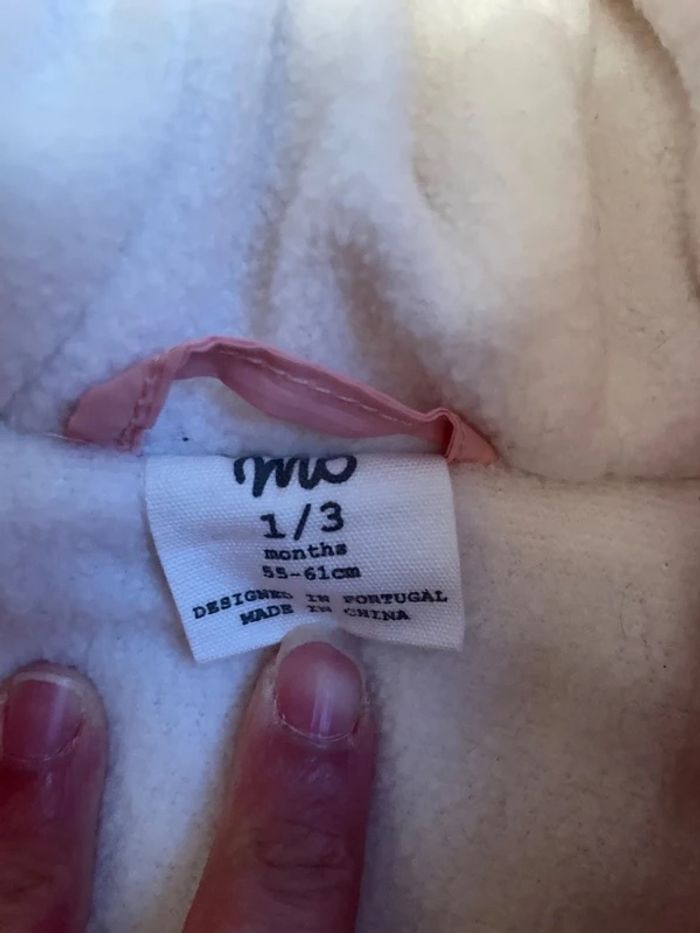 mo
1/3
months
55-61cm
DESIGNED IN PORTUGAL
MADE IN CHINA